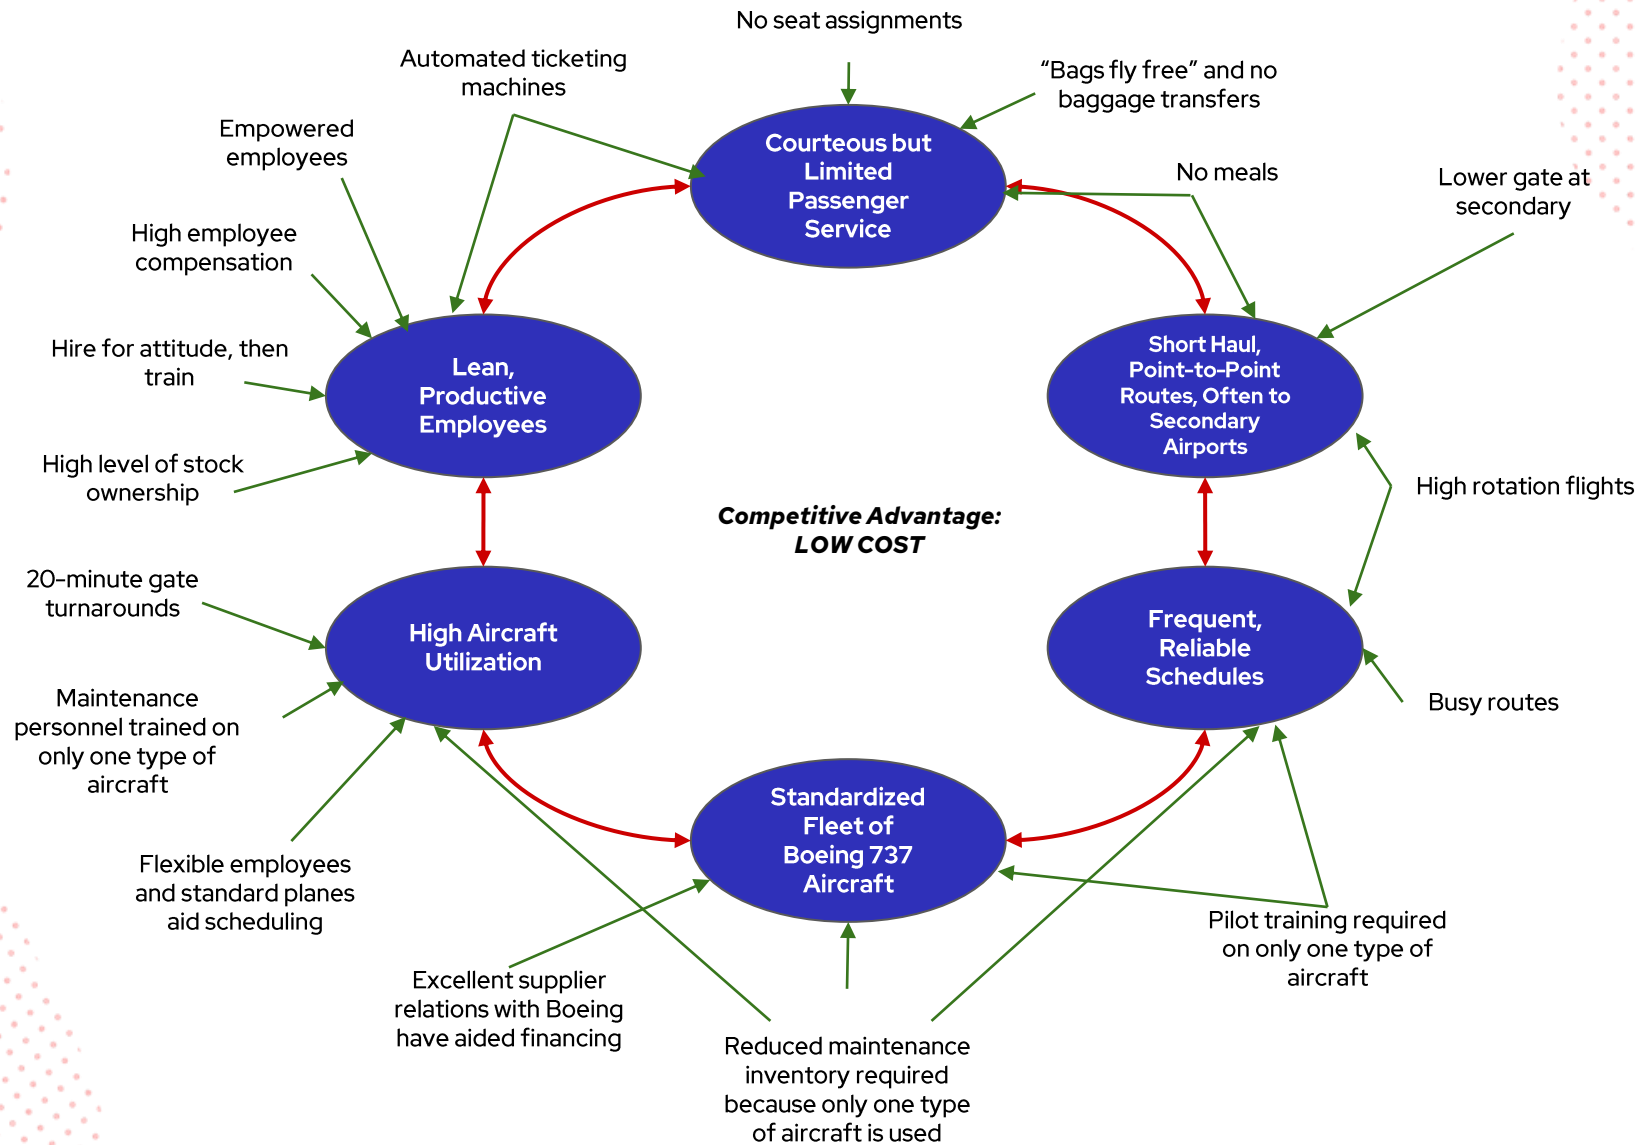 No seat assignments
Automated ticketing
machines
“Bags fly free” and no
baggage transfers
Empowered
employees
Courteous but
Limited
Passenger
Service
No meals
Lower gate at
secondary
High employee
compensation
Hire for attitude, then
train
Lean,
Productive
Employees
Short Haul,
Point-to-Point
Routes, Often to
Secondary
Airports
High level of stock
ownership
High rotation flights
Competitive Advantage:
LOW COST
20-minute gate
turnarounds
High Aircraft
Utilization
Frequent,
Reliable
Schedules
Maintenance
personnel trained on
only one type of
aircraft
Busy routes
Standardized
Fleet of
Boeing 737
Aircraft
Flexible employees
and standard planes
aid scheduling
Pilot training required
on only one type of
aircraft
Excellent supplier
relations with Boeing
have aided financing
Reduced maintenance
inventory required
because only one type
of aircraft is used